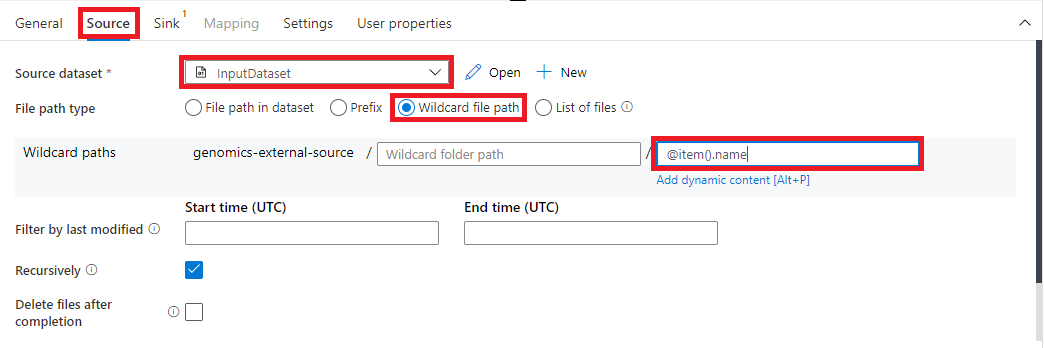 General Source Sink 1 Mapping Settings User properties
Source dataset * InputDataset Open New
File path type File path in dataset Prefix Wildcard file path List of files
Wildcard paths genomics-external-source / Wildcard folder path / @item().name
Add dynamic content [Alt+P]
Start time (UTC) End time (UTC)
Filter by last modified
Recursively
Delete files after
completion